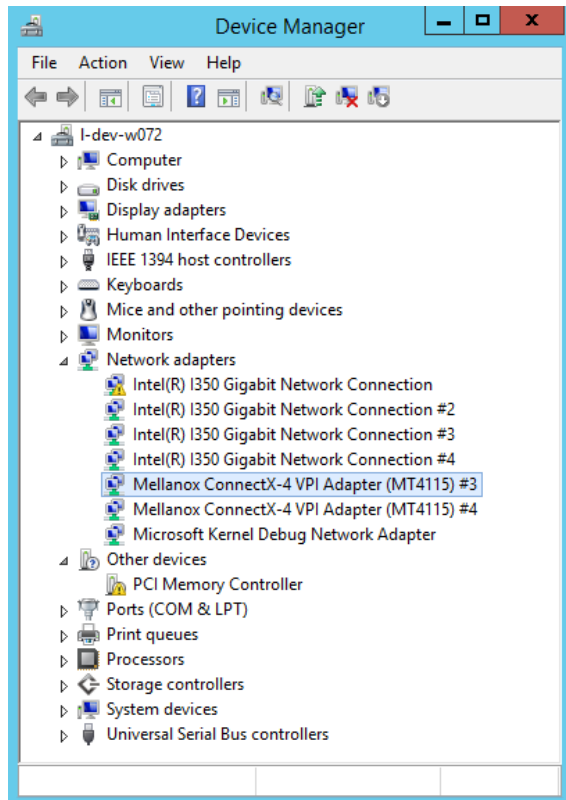 Device Manager
File Action View Help
l-dev-w072
Computer
Disk drives
Display adapters
Human Interface Devices
IEEE 1394 host controllers
Keyboards
Mice and other pointing devices
Monitors
Network adapters
Intel(R) I350 Gigabit Network Connection
Intel(R) I350 Gigabit Network Connection #2
Intel(R) I350 Gigabit Network Connection #3
Intel(R) I350 Gigabit Network Connection #4
Mellanox ConnectX-4 VPI Adapter (MT4115) #3
Mellanox ConnectX-4 VPI Adapter (MT4115) #4
Microsoft Kernel Debug Network Adapter
Other devices
PCI Memory Controller
Ports (COM & LPT)
Print queues
Processors
Storage controllers
System devices
Universal Serial Bus controllers